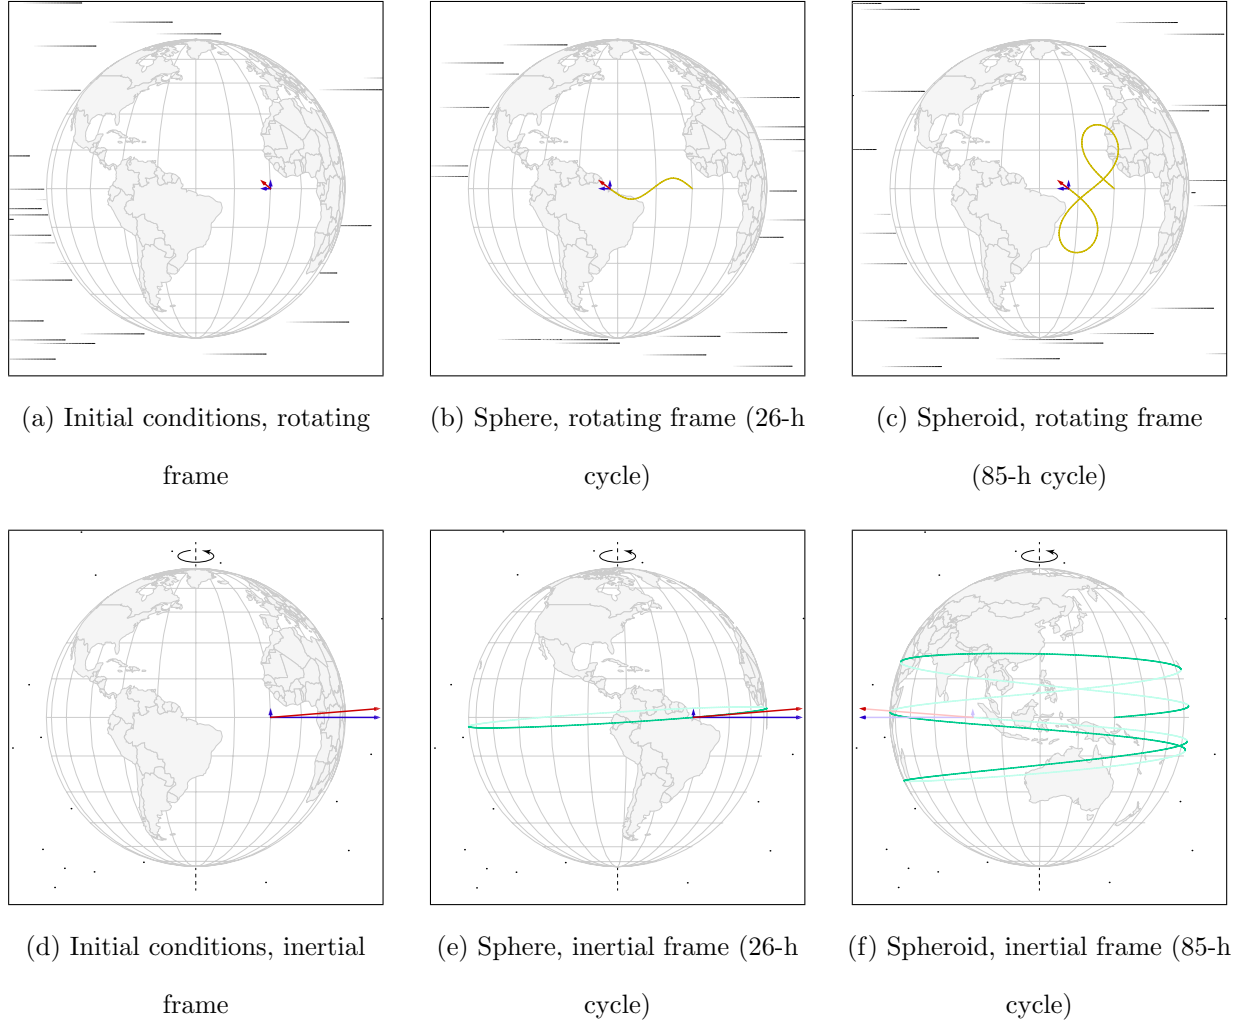 (a) Initial conditions, rotating
frame
(b) Sphere, rotating frame (26-h
cycle)
(c) Spheroid, rotating frame
(85-h cycle)
(d) Initial conditions, inertial
frame
(e) Sphere, inertial frame (26-h
cycle)
(f) Spheroid, inertial frame (85-h
cycle)